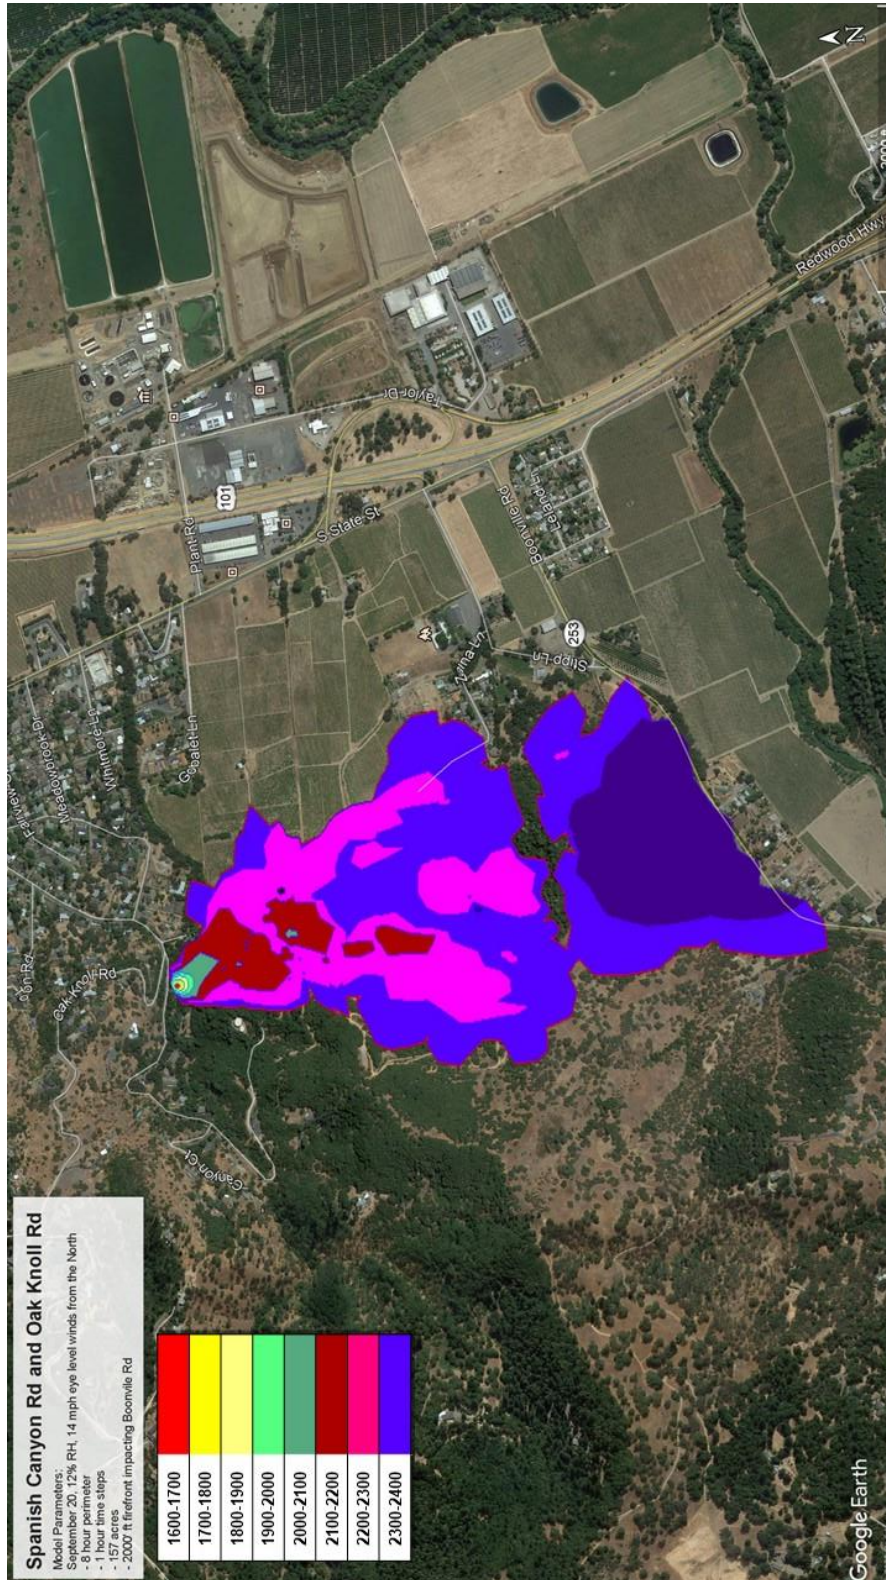 Spanish Canyon Rd and Oak Knoll Rd
Model Parameters:
September 20, 12% RH, 14 mph eye level winds from the North
- 8 hour perimeter
- 1 hour time steps
- 157 acres
- 2000' ft firefront impacting Boonvile Rd
1600-1700
1700-1800
1800-1900
1900-2000
2000-2100
2100-2200
2200-2300
2300-2400
Canyon Ct
Oak Knoll Rd
Meadowbrook Dr
Whitmore Ln
Gobalet Ln
Plant Rd
101
S State St
Taylor Dr
Boonville Rd
Leland Ln
Stipp Ln
253
Redwood Hwy
N
Google Earth